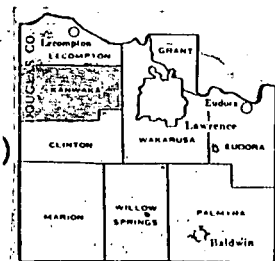 DOUGLAS CO.
Lecompton
LECOMPTON
GRANT
KANWAKA
Eudora
Lawrence
EUDORA
CLINTON
WAKARUSA
MARION
WILLOW
SPRINGS
PALMYRA
Baldwin